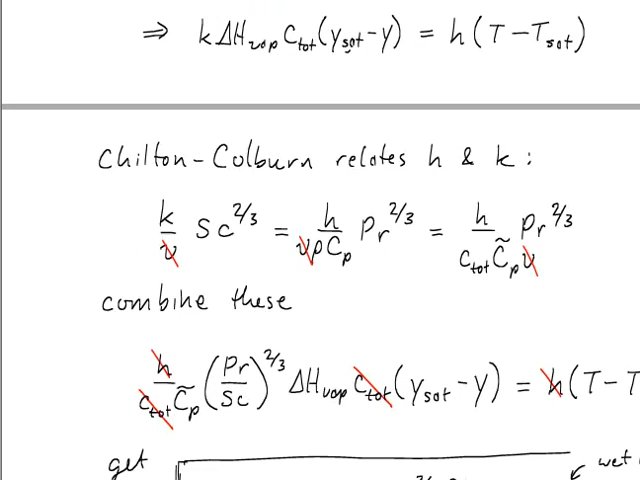 ⇒ kΔH_vap C_tot(y_sat - y) = h(T - T_sat)
Chilton-Colburn relates h & k:
k/v Sc^2/3 = h/(vρC_p) Pr^2/3 = h/(C_tot C̃_p v) Pr^2/3
combine these
h/(C_tot C̃_p) (Pr/Sc)^2/3 ΔH_vap C_tot(y_sat - y) = h(T - T
get
wet